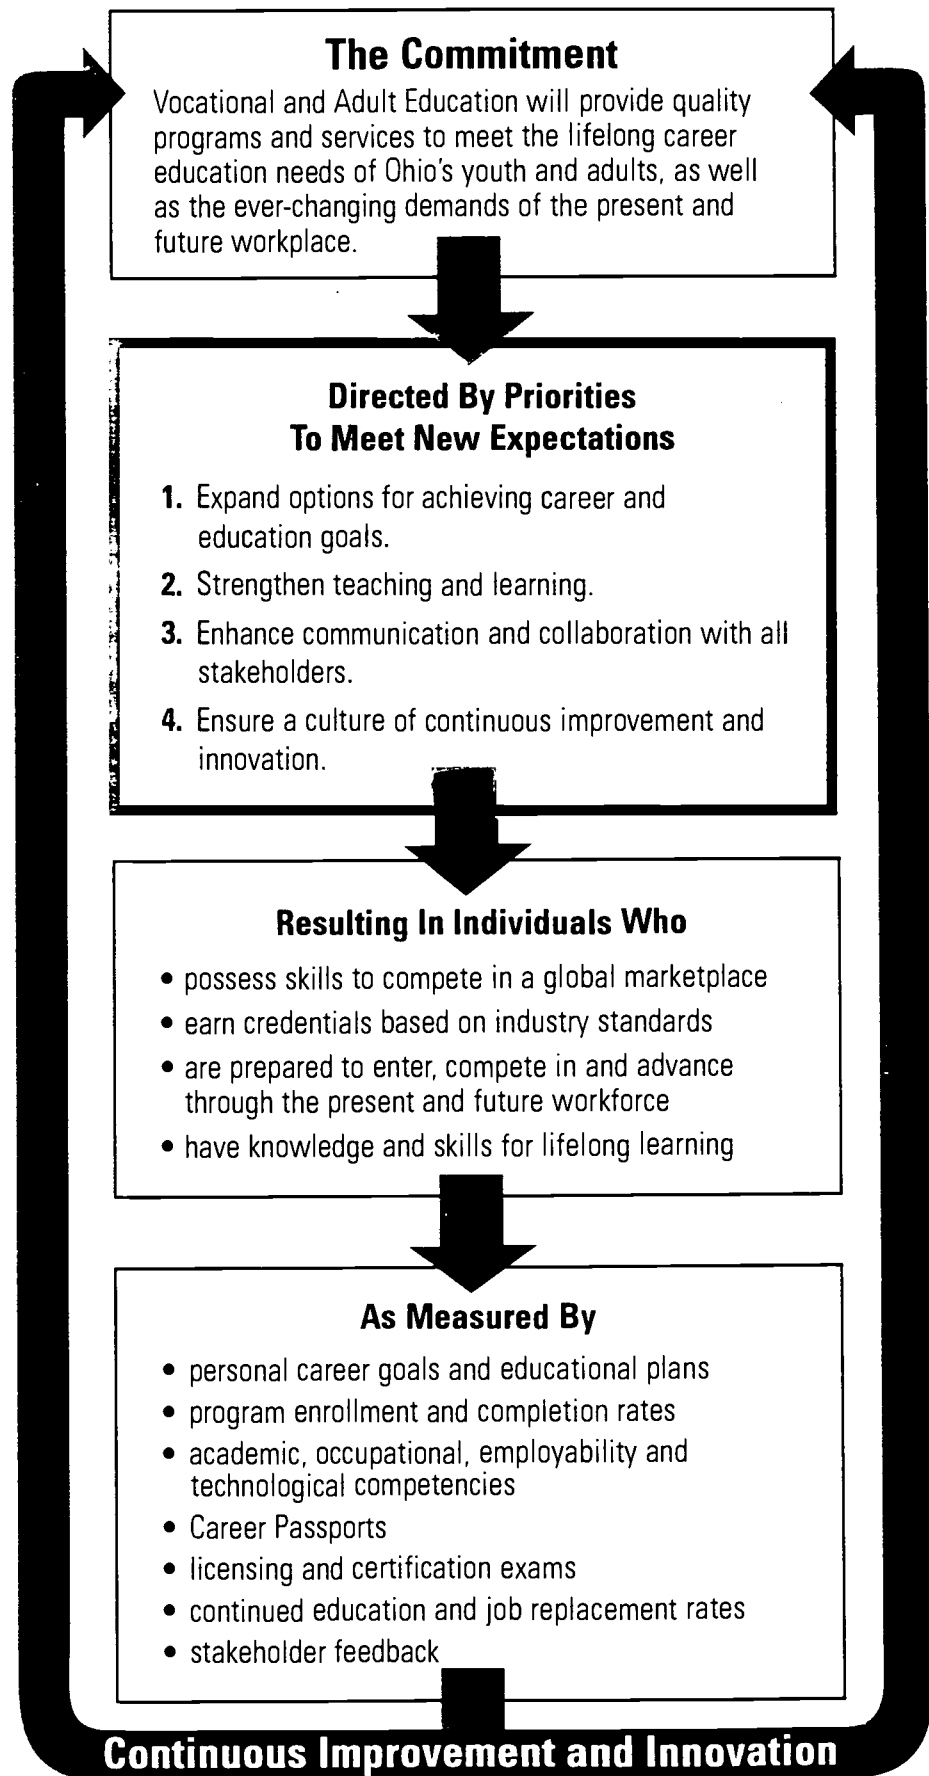 The Commitment
Vocational and Adult Education will provide quality
programs and services to meet the lifelong career
education needs of Ohio's youth and adults, as well
as the ever-changing demands of the present and
future workplace.
Directed By Priorities
To Meet New Expectations
1. Expand options for achieving career and
education goals.
2. Strengthen teaching and learning.
3. Enhance communication and collaboration with all
stakeholders.
4. Ensure a culture of continuous improvement and
innovation.
Resulting In Individuals Who
• possess skills to compete in a global marketplace
• earn credentials based on industry standards
• are prepared to enter, compete in and advance
through the present and future workforce
• have knowledge and skills for lifelong learning
As Measured By
• personal career goals and educational plans
• program enrollment and completion rates
• academic, occupational, employability and
technological competencies
• Career Passports
• licensing and certification exams
• continued education and job replacement rates
• stakeholder feedback
Continuous Improvement and Innovation